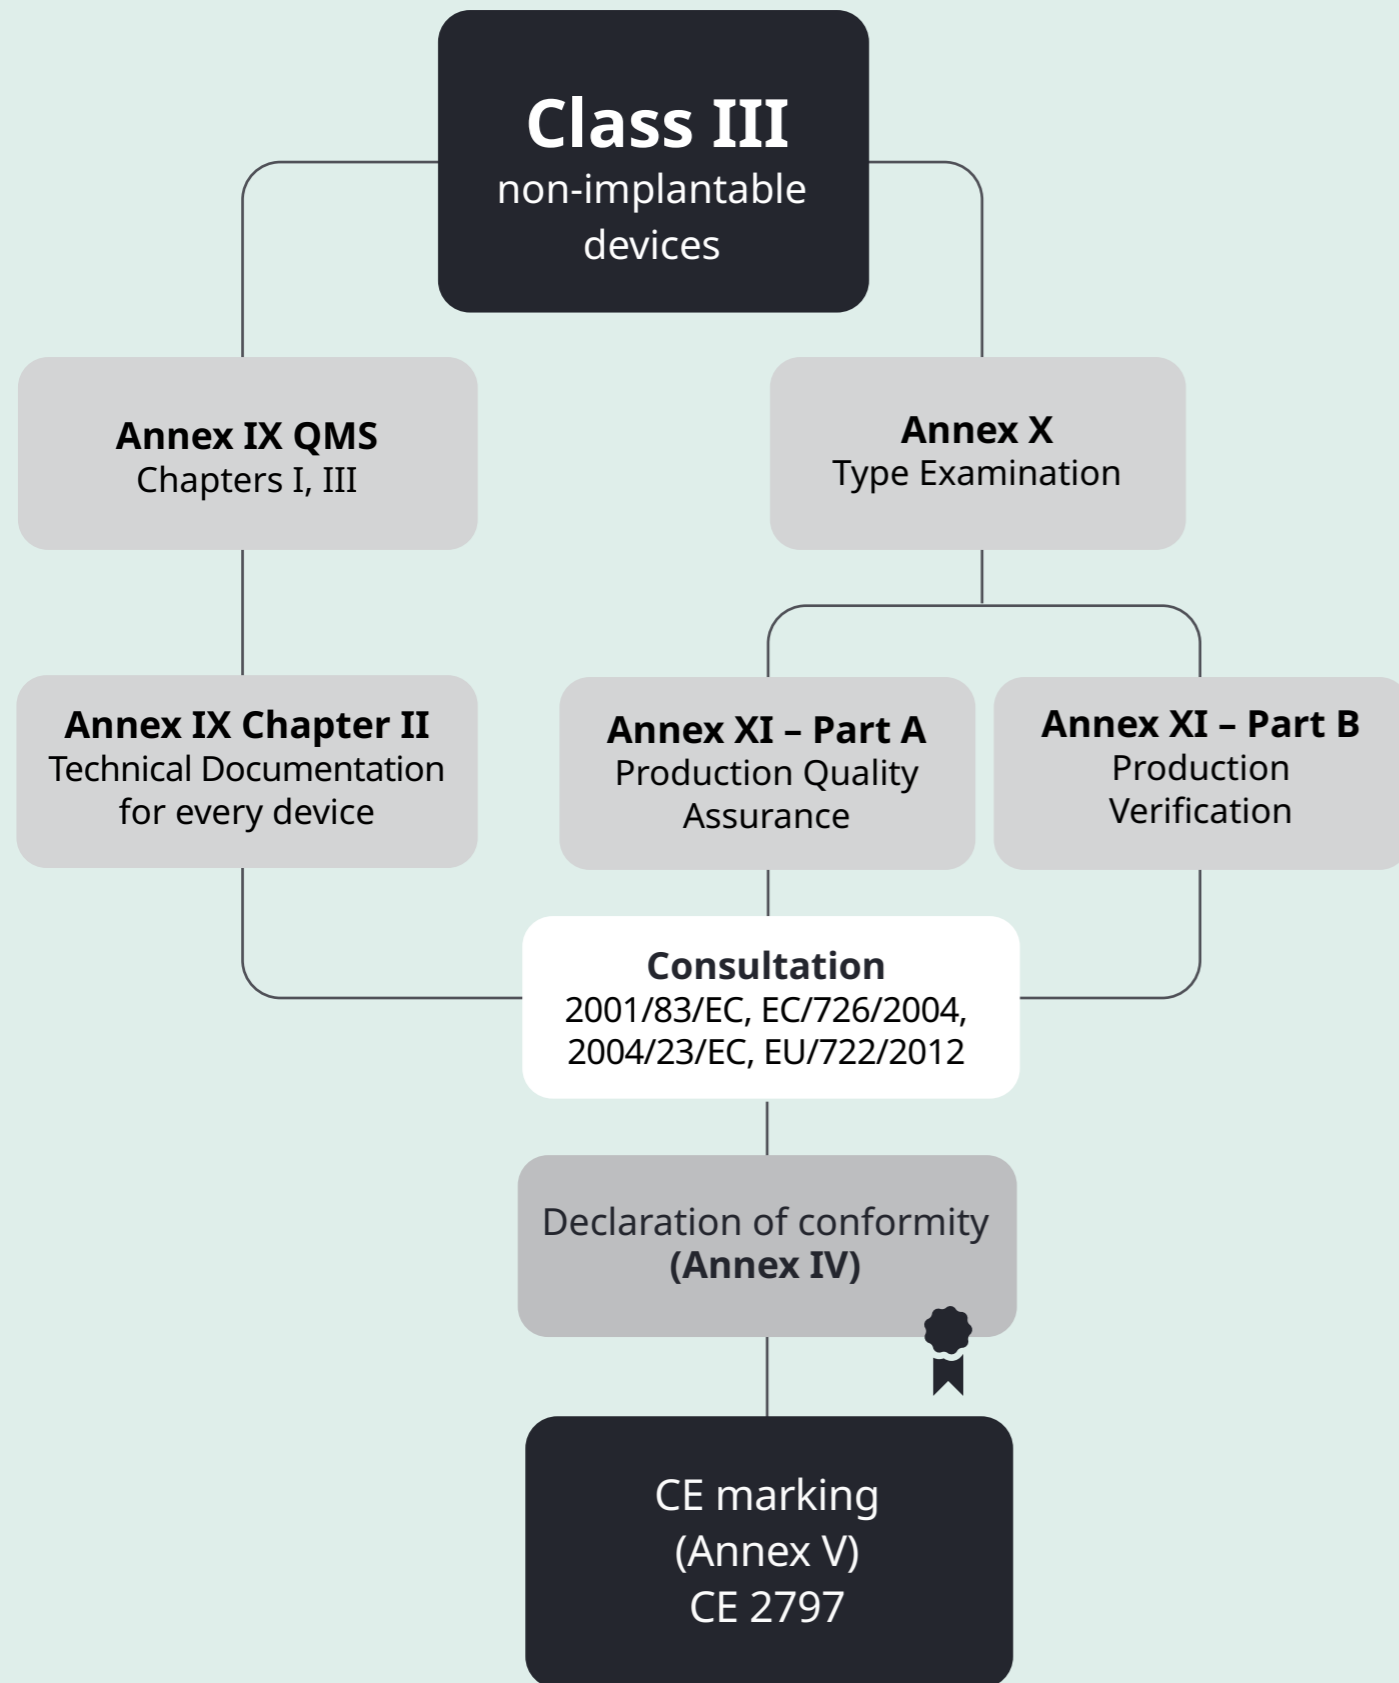 Class III
non-implantable
devices
Annex IX QMS
Chapters I, III
Annex X
Type Examination
Annex IX Chapter II
Technical Documentation
for every device
Annex XI – Part A
Production Quality
Assurance
Annex XI – Part B
Production
Verification
Consultation
2001/83/EC, EC/726/2004,
2004/23/EC, EU/722/2012
Declaration of conformity
(Annex IV)
CE marking
(Annex V)
CE 2797